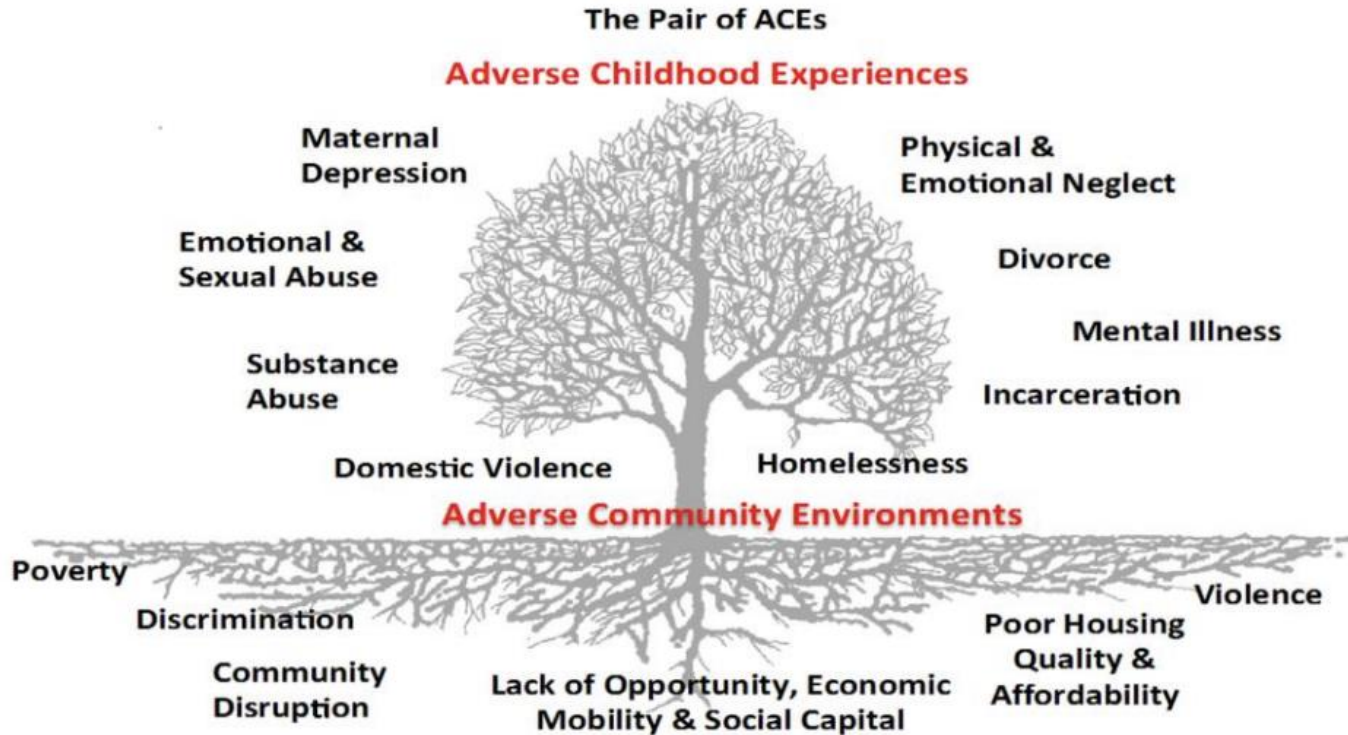 The Pair of ACEs
Adverse Childhood Experiences
Maternal
Depression
Physical &
Emotional Neglect
Emotional &
Sexual Abuse
Divorce
Mental Illness
Substance
Abuse
Incarceration
Domestic Violence
Homelessness
Adverse Community Environments
Poverty
Violence
Discrimination
Poor Housing
Quality &
Affordability
Community
Disruption
Lack of Opportunity, Economic
Mobility & Social Capital